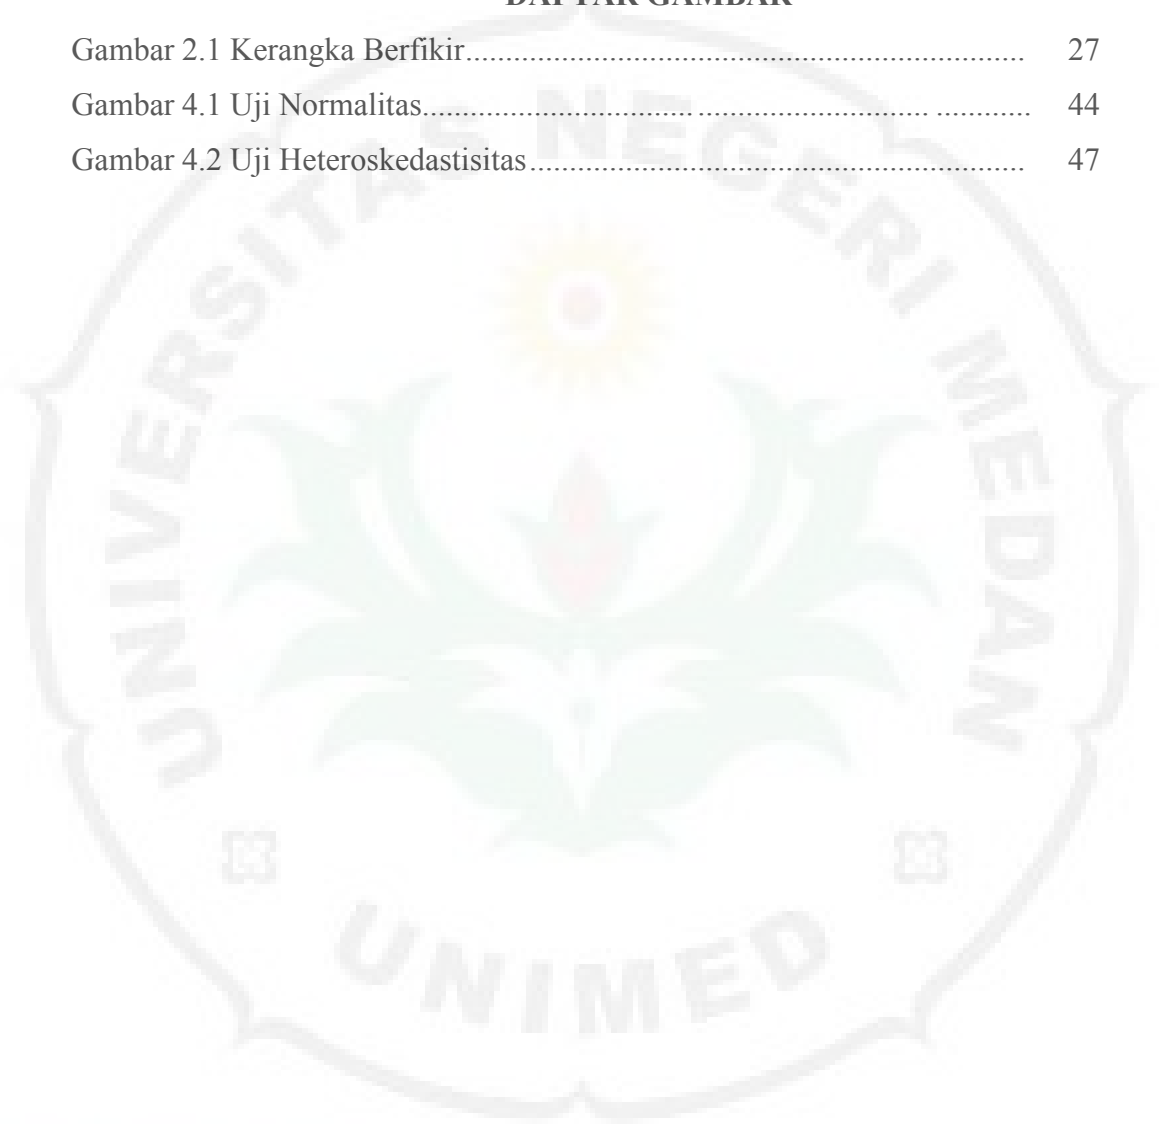 DAFTAR GAMBAR
Gambar 2.1 Kerangka Berfikir.................................................................... 27
Gambar 4.1 Uji Normalitas................................ ............................ ............ 44
Gambar 4.2 Uji Heteroskedastisitas............................................................ 47
UNIVERSITAS NEGERI MEDAN
UNIMED